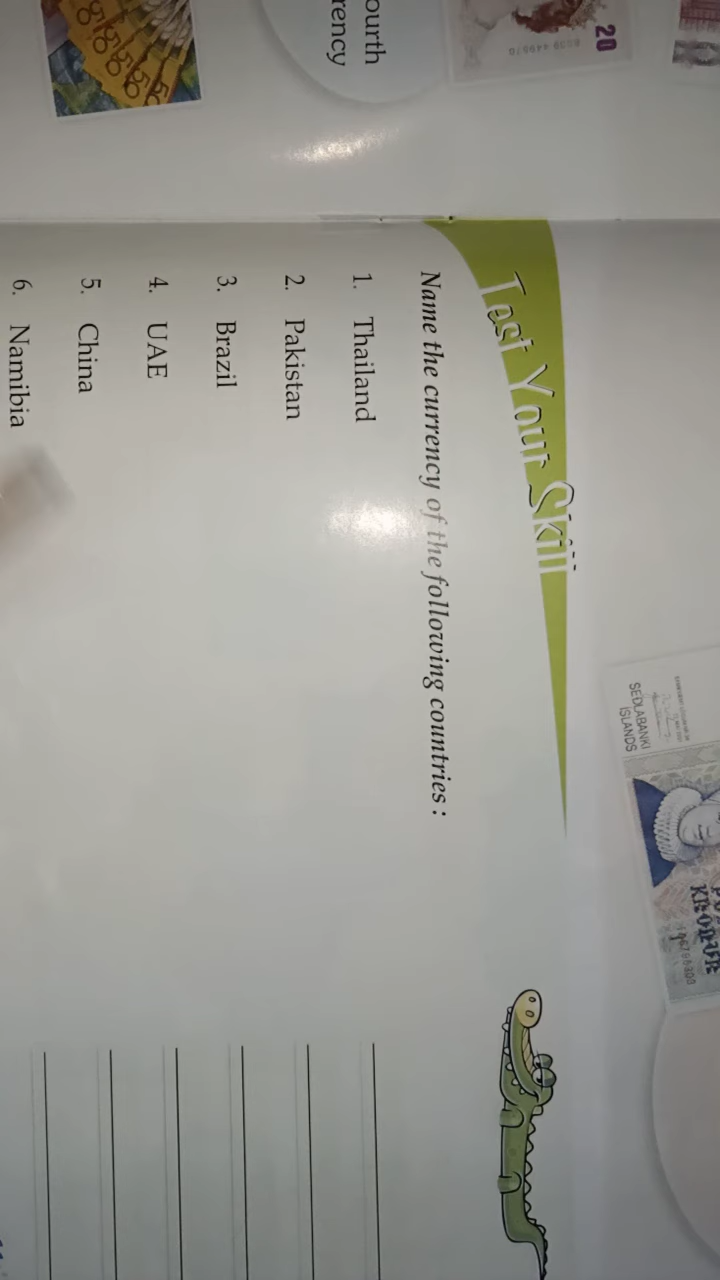 ourth
rency
20
Test Your Skill
Name the currency of the following countries :
1. Thailand
2. Pakistan
3. Brazil
4. UAE
5. China
6. Namibia
SEDLABANKI
ISLANDS